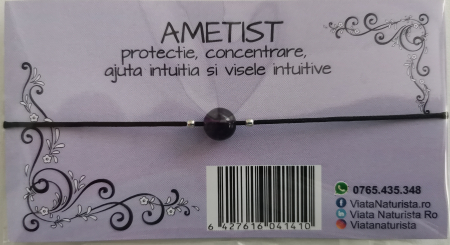 AMETIST
protectie, concentrare,
ajuta intuitia si visele intuitive
0765.435.348
ViataNaturista.ro
Viata Naturista Ro
Viatanaturista
6 427616 041410